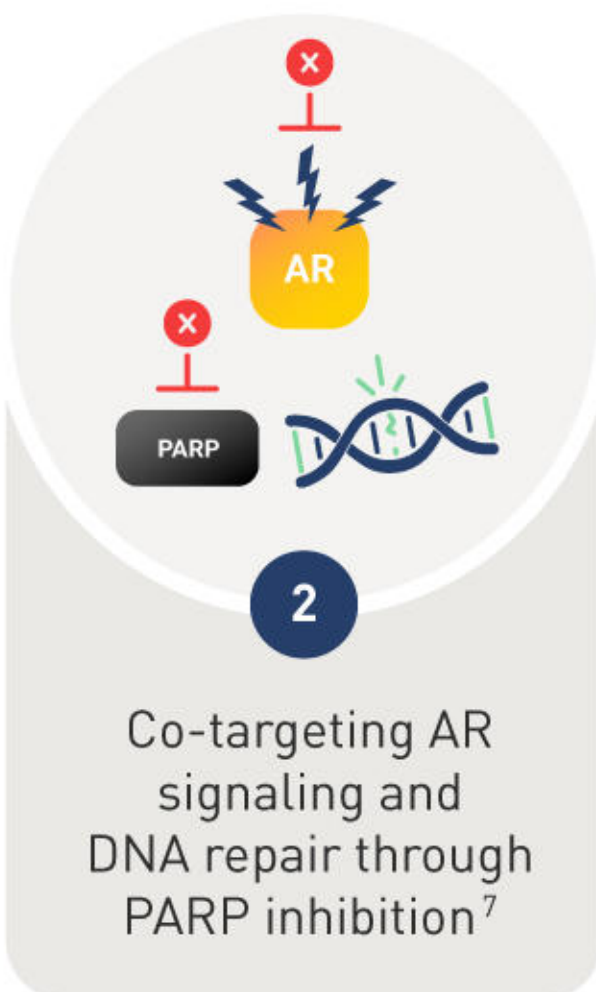 AR
PARP
2
Co-targeting AR
signaling and
DNA repair through
PARP inhibition⁷